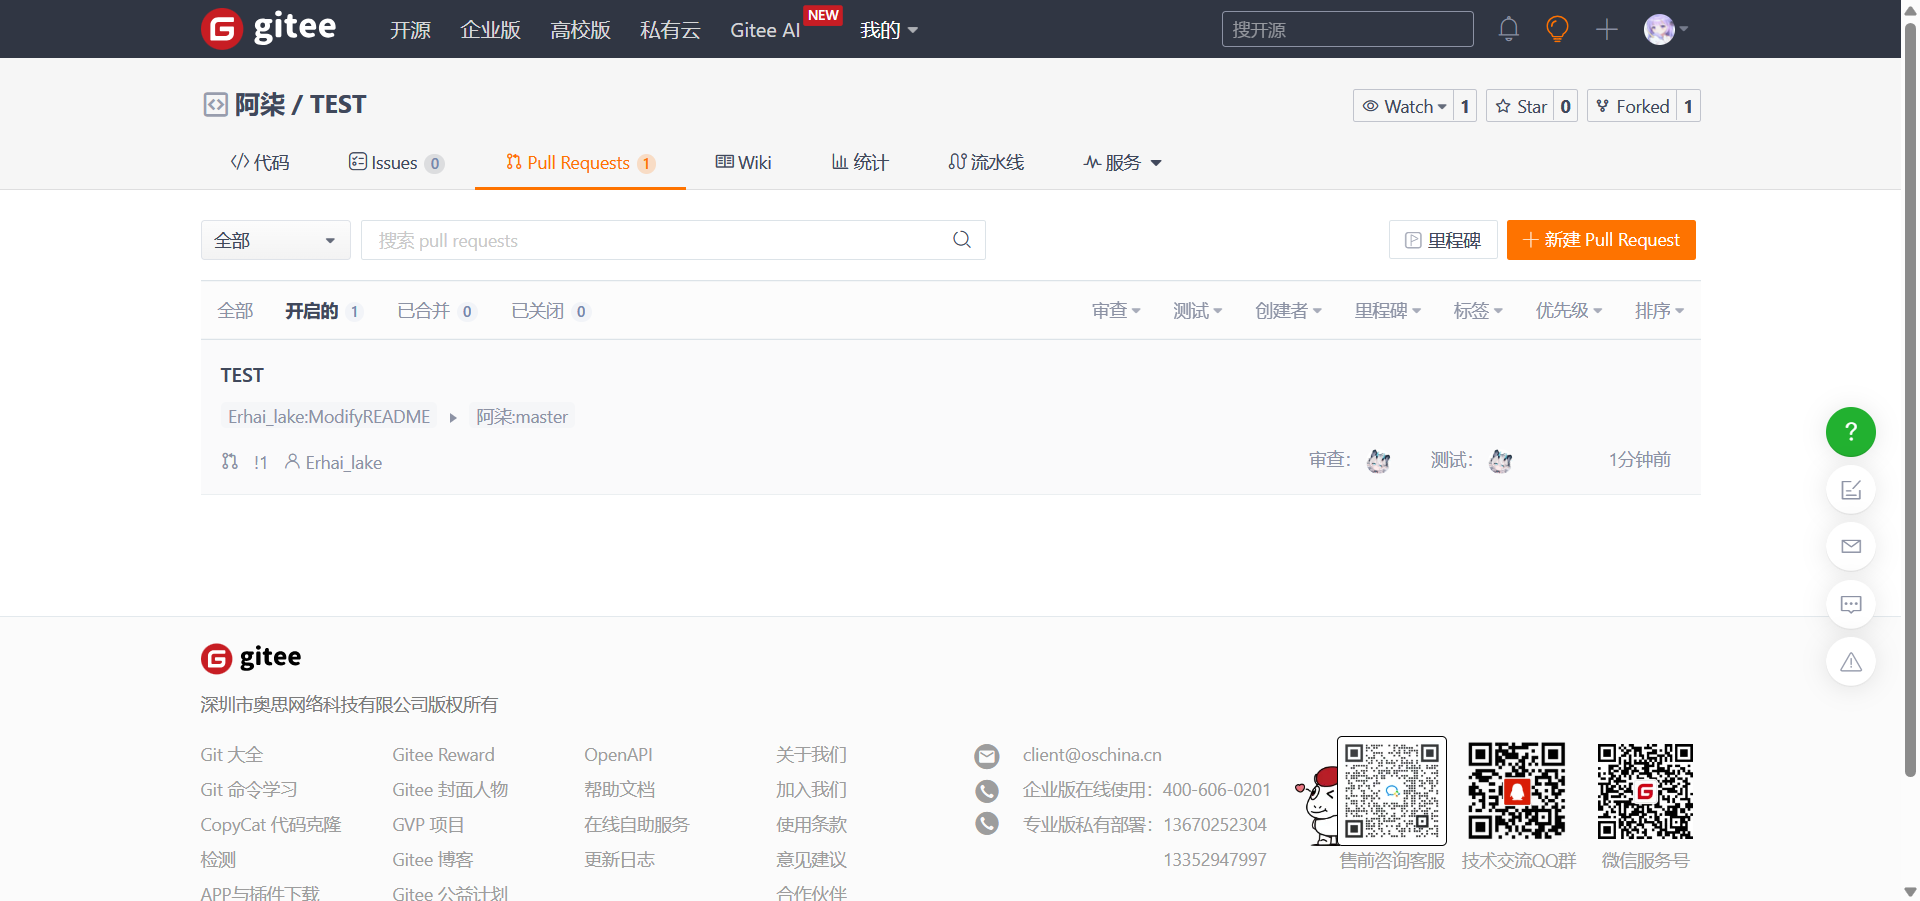 gitee 开源 企业版 高校版 私有云 Gitee AI NEW 我的 搜开源
阿柒 / TEST Watch 1 Star 0 Forked 1
代码 Issues 0 Pull Requests 1 Wiki 统计 流水线 服务
全部 搜索 pull requests 里程碑 新建 Pull Request
全部 开启的 1 已合并 0 已关闭 0 审查 测试 创建者 里程碑 标签 优先级 排序
TEST
Erhai_lake:ModifyREADME 阿柒:master
!1 Erhai_lake 审查： 测试： 1分钟前
?
gitee
深圳市奥思网络科技有限公司版权所有
Git 大全 Gitee Reward OpenAPI 关于我们 client@oschina.cn
Git 命令学习 Gitee 封面人物 帮助文档 加入我们 企业版在线使用：400-606-0201
CopyCat 代码克隆 GVP 项目 在线自助服务 使用条款 专业版私有部署：13670252304
检测 Gitee 博客 更新日志 意见建议 13352947997 售前咨询客服 技术交流QQ群 微信服务号
APP与插件下载 Gitee 公益计划 合作伙伴